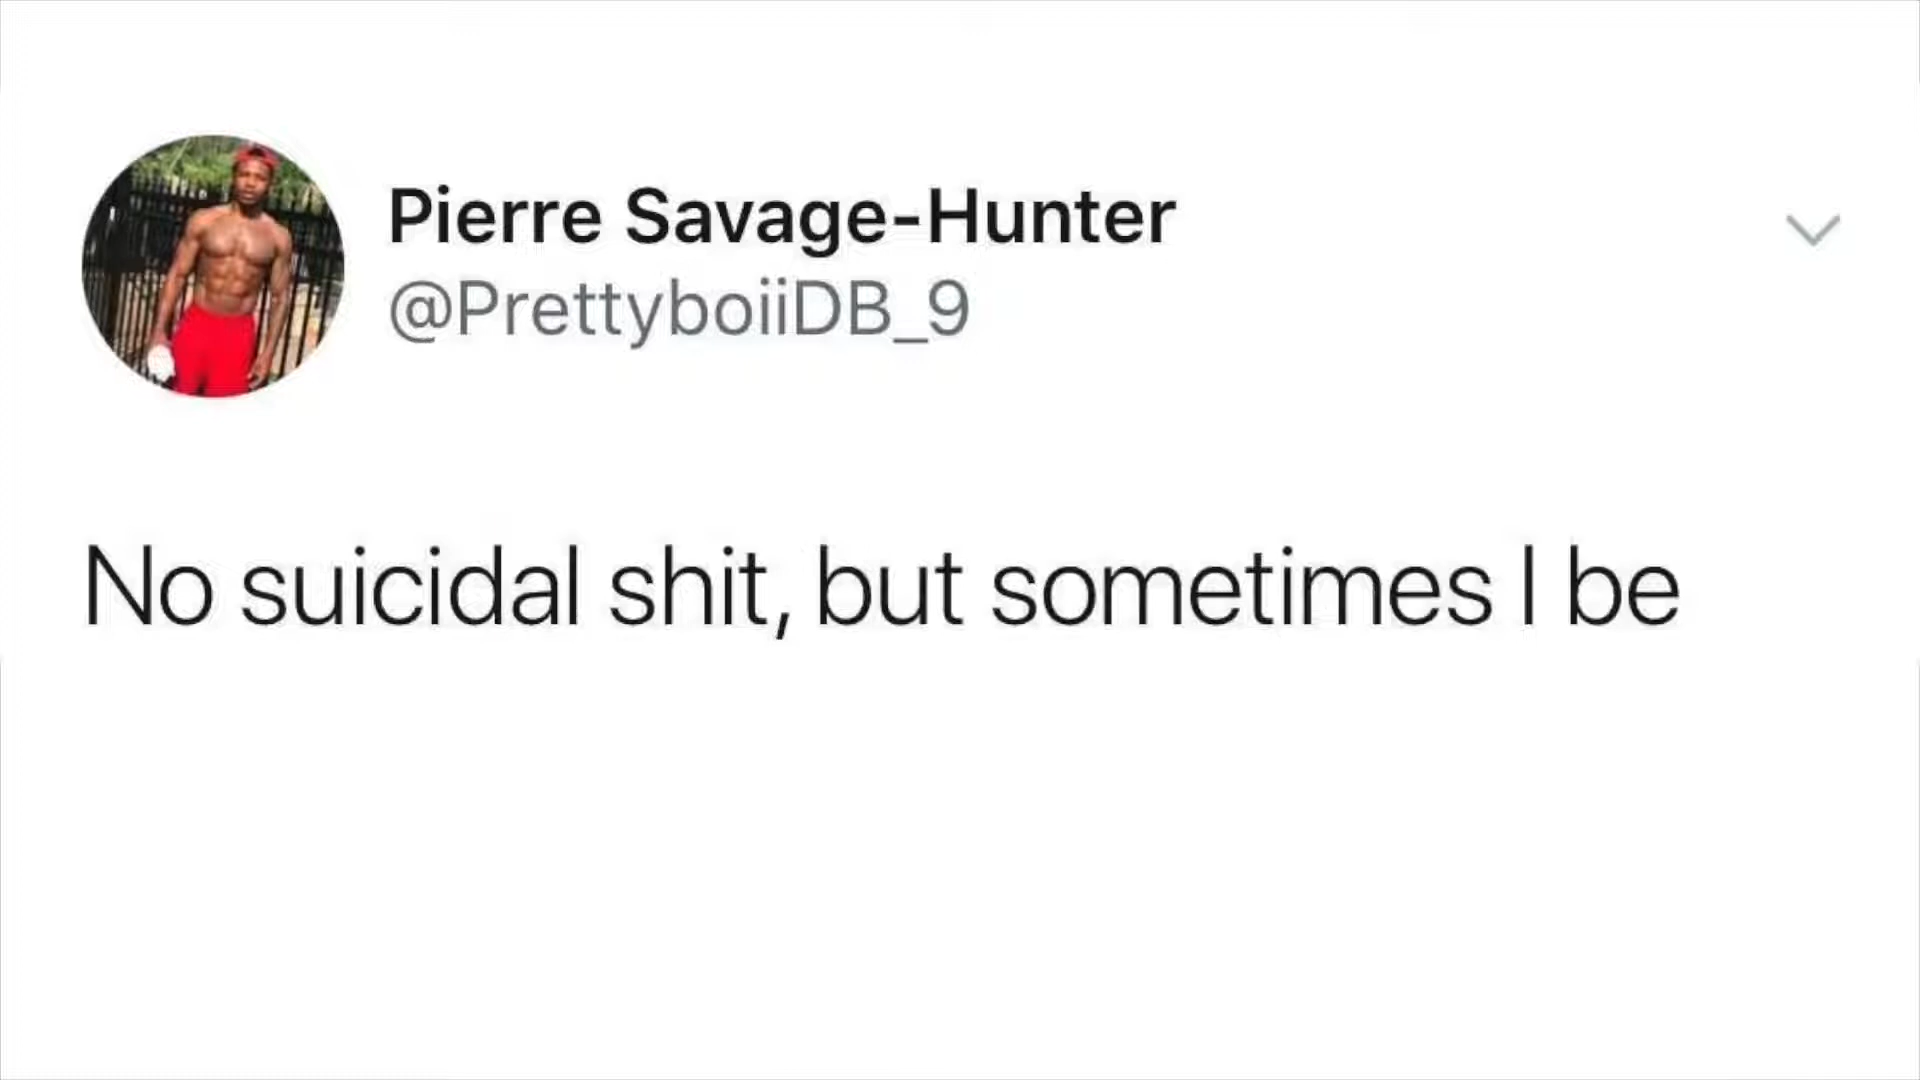 Pierre Savage-Hunter
@PrettyboiiDB_9
No suicidal shit, but sometimes I be